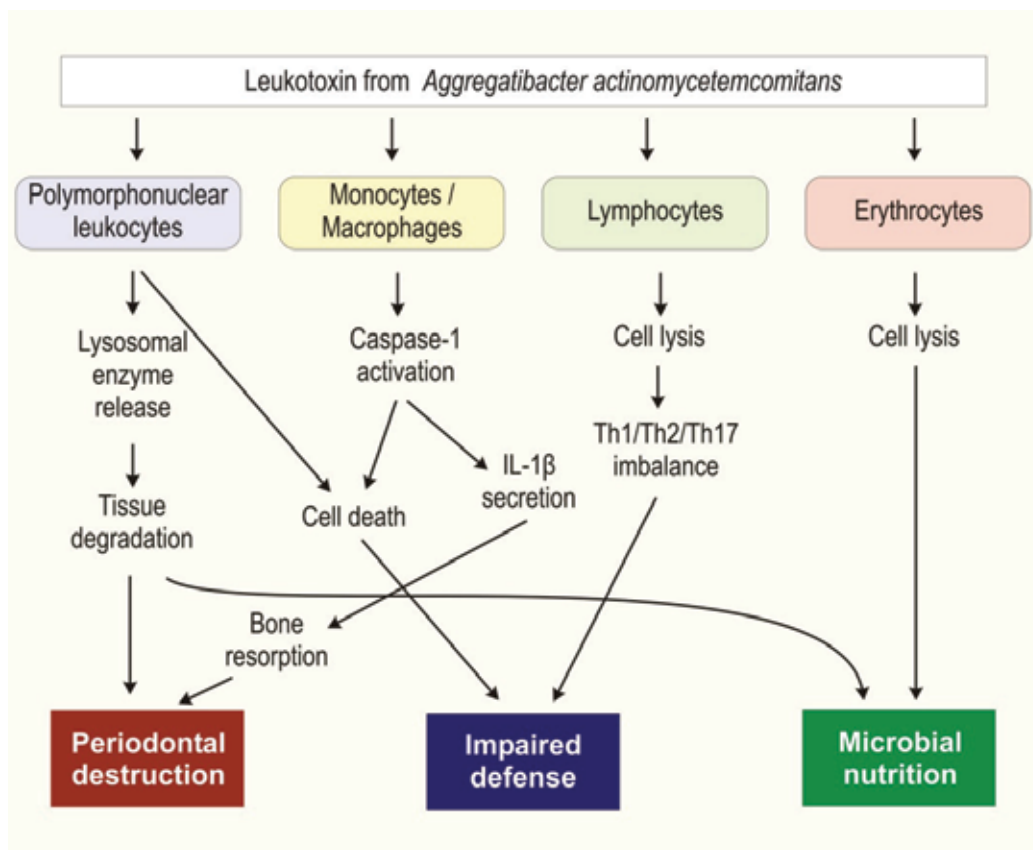 Leukotoxin from Aggregatibacter actinomycetemcomitans
Polymorphonuclear
leukocytes
Monocytes /
Macrophages
Lymphocytes
Erythrocytes
Lysosomal
enzyme
release
Caspase-1
activation
Cell lysis
Cell lysis
Th1/Th2/Th17
imbalance
IL-1β
secretion
Tissue
degradation
Cell death
Bone
resorption
Periodontal
destruction
Impaired
defense
Microbial
nutrition